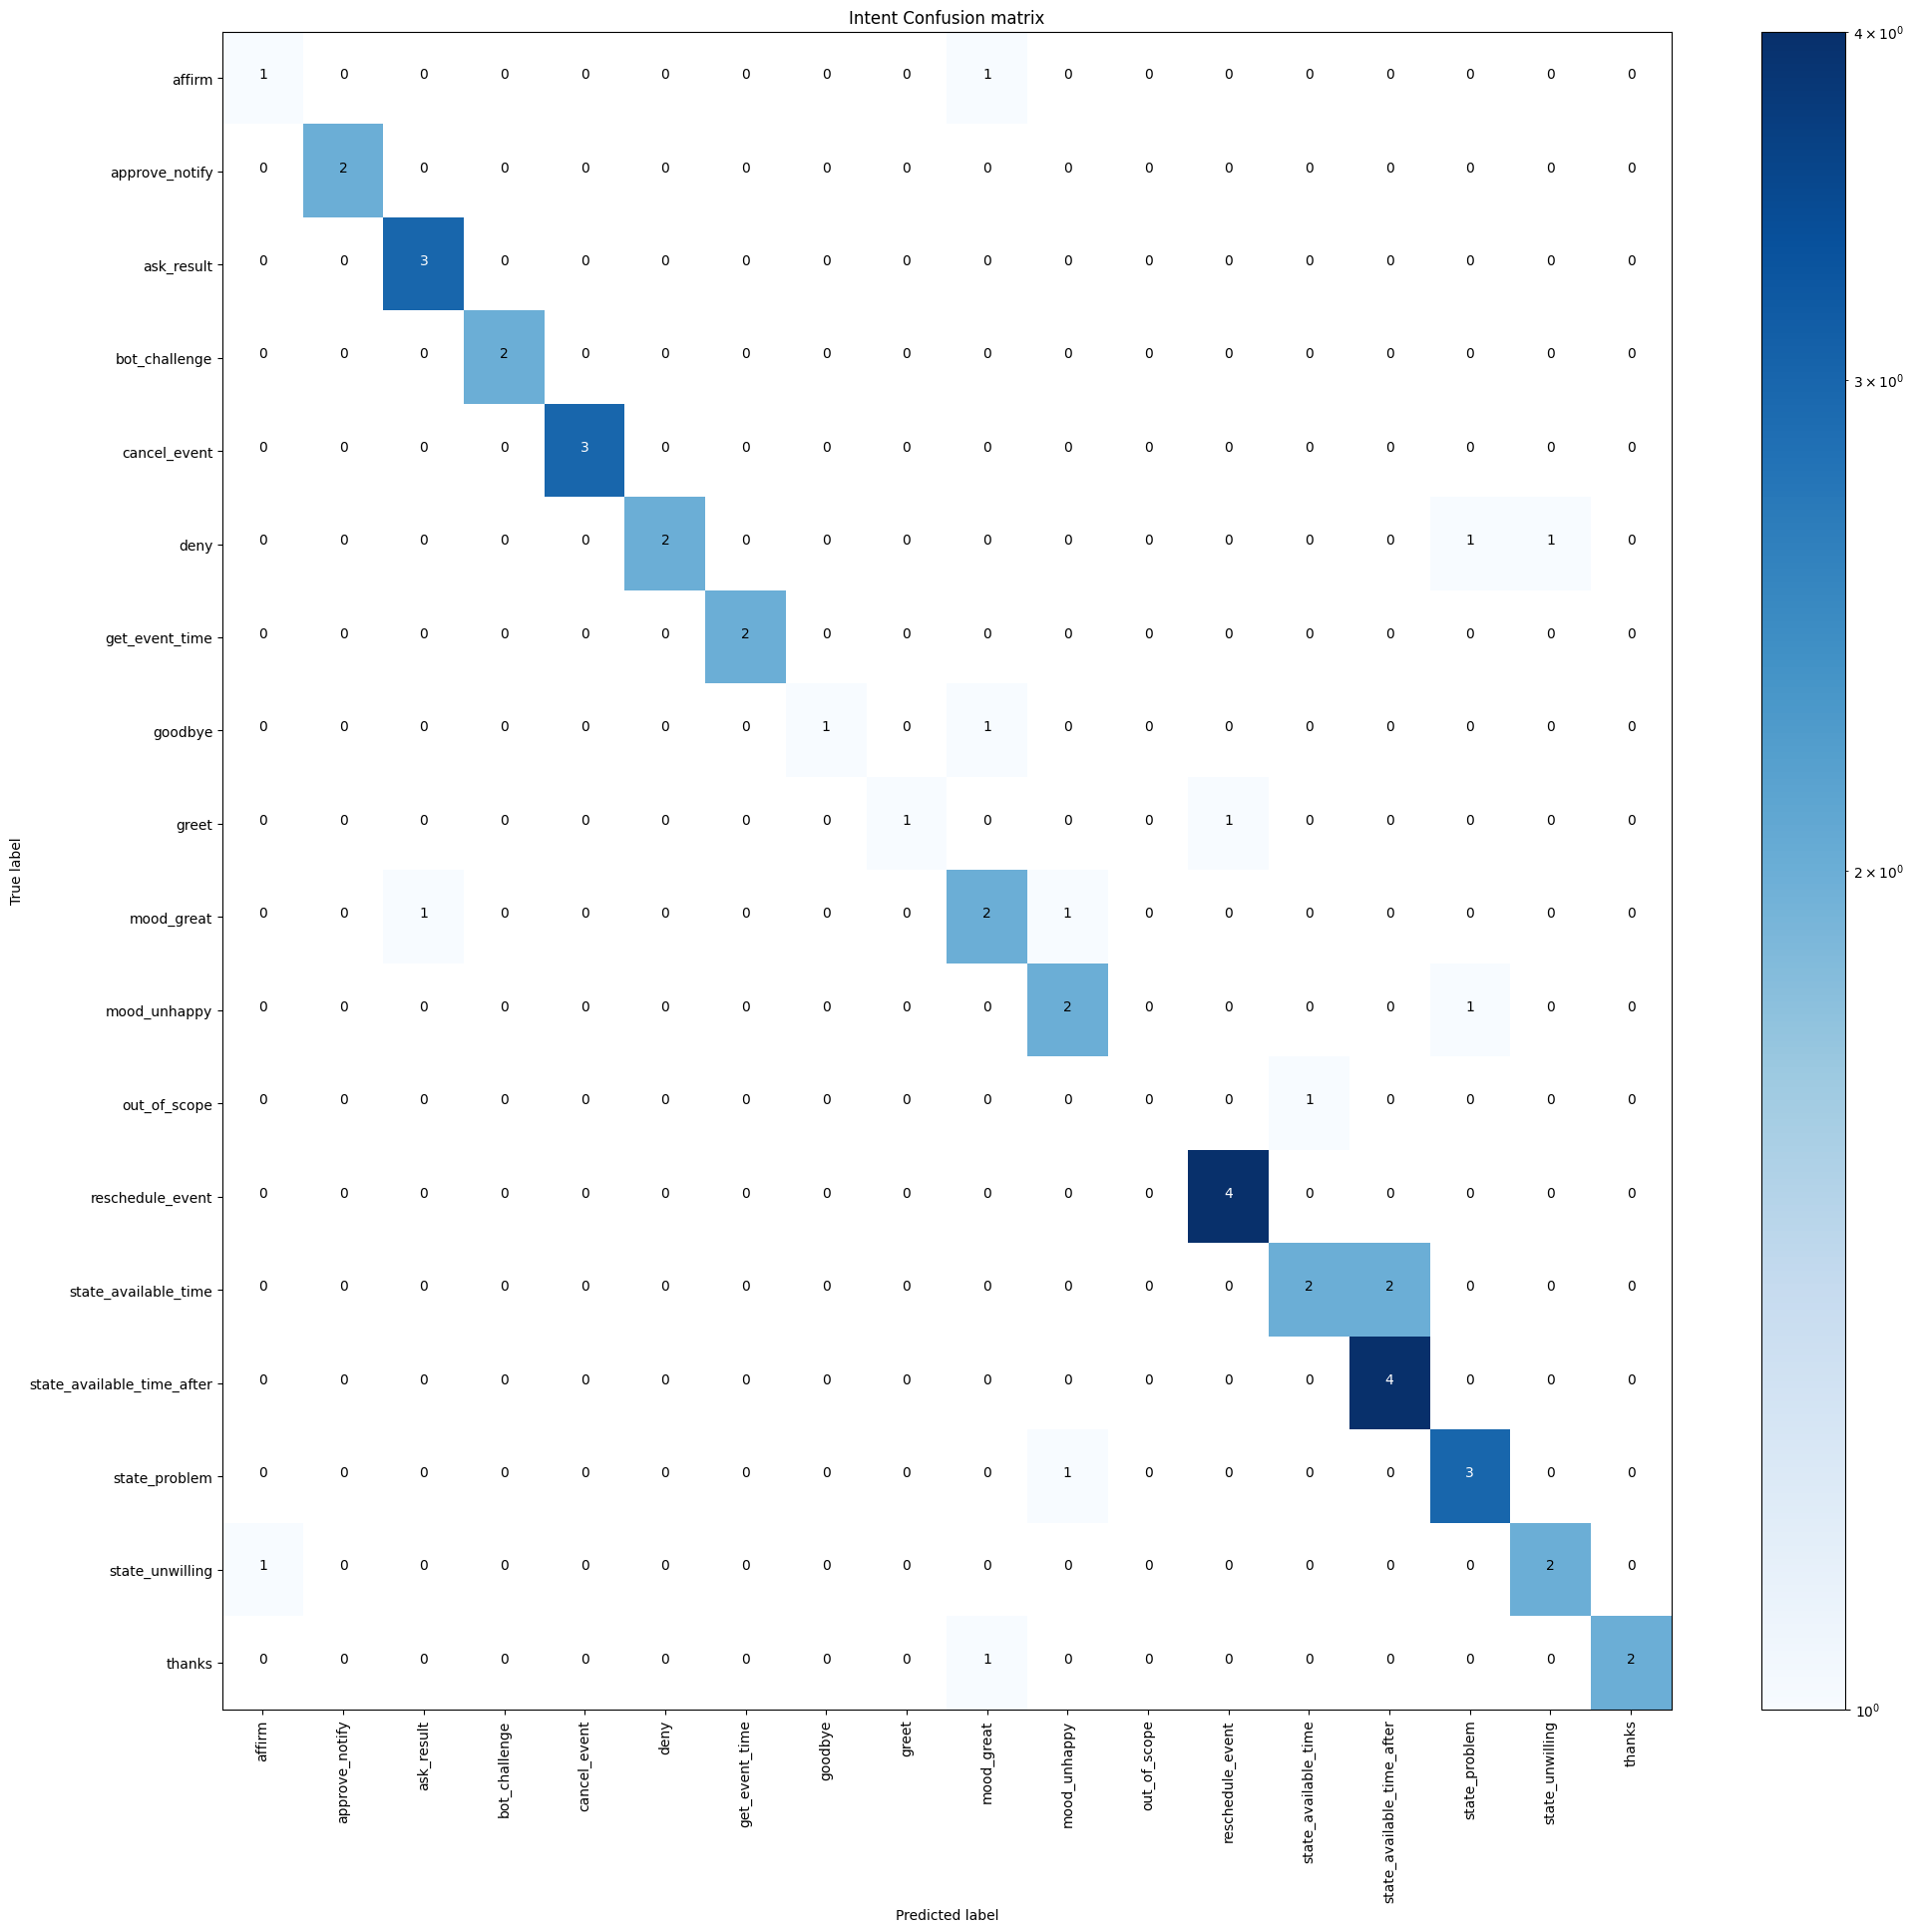 Intent Confusion matrix
True label
affirm 1 0 0 0 0 0 0 0 0 1 0 0 0 0 0 0 0 0
approve_notify 0 2 0 0 0 0 0 0 0 0 0 0 0 0 0 0 0 0
ask_result 0 0 3 0 0 0 0 0 0 0 0 0 0 0 0 0 0 0
bot_challenge 0 0 0 2 0 0 0 0 0 0 0 0 0 0 0 0 0 0
cancel_event 0 0 0 0 3 0 0 0 0 0 0 0 0 0 0 0 0 0
deny 0 0 0 0 0 2 0 0 0 0 0 0 0 0 0 1 1 0
get_event_time 0 0 0 0 0 0 2 0 0 0 0 0 0 0 0 0 0 0
goodbye 0 0 0 0 0 0 0 1 0 1 0 0 0 0 0 0 0 0
greet 0 0 0 0 0 0 0 0 1 0 0 0 1 0 0 0 0 0
mood_great 0 0 1 0 0 0 0 0 0 2 1 0 0 0 0 0 0 0
mood_unhappy 0 0 0 0 0 0 0 0 0 0 2 0 0 0 0 1 0 0
out_of_scope 0 0 0 0 0 0 0 0 0 0 0 0 0 1 0 0 0 0
reschedule_event 0 0 0 0 0 0 0 0 0 0 0 0 4 0 0 0 0 0
state_available_time 0 0 0 0 0 0 0 0 0 0 0 0 0 2 2 0 0 0
state_available_time_after 0 0 0 0 0 0 0 0 0 0 0 0 0 0 4 0 0 0
state_problem 0 0 0 0 0 0 0 0 0 0 1 0 0 0 0 3 0 0
state_unwilling 1 0 0 0 0 0 0 0 0 0 0 0 0 0 0 0 2 0
thanks 0 0 0 0 0 0 0 0 0 1 0 0 0 0 0 0 0 2
affirm
approve_notify
ask_result
bot_challenge
cancel_event
deny
get_event_time
goodbye
greet
mood_great
mood_unhappy
out_of_scope
reschedule_event
state_available_time
state_available_time_after
state_problem
state_unwilling
thanks
Predicted label
4 × 10⁰
3 × 10⁰
2 × 10⁰
10⁰